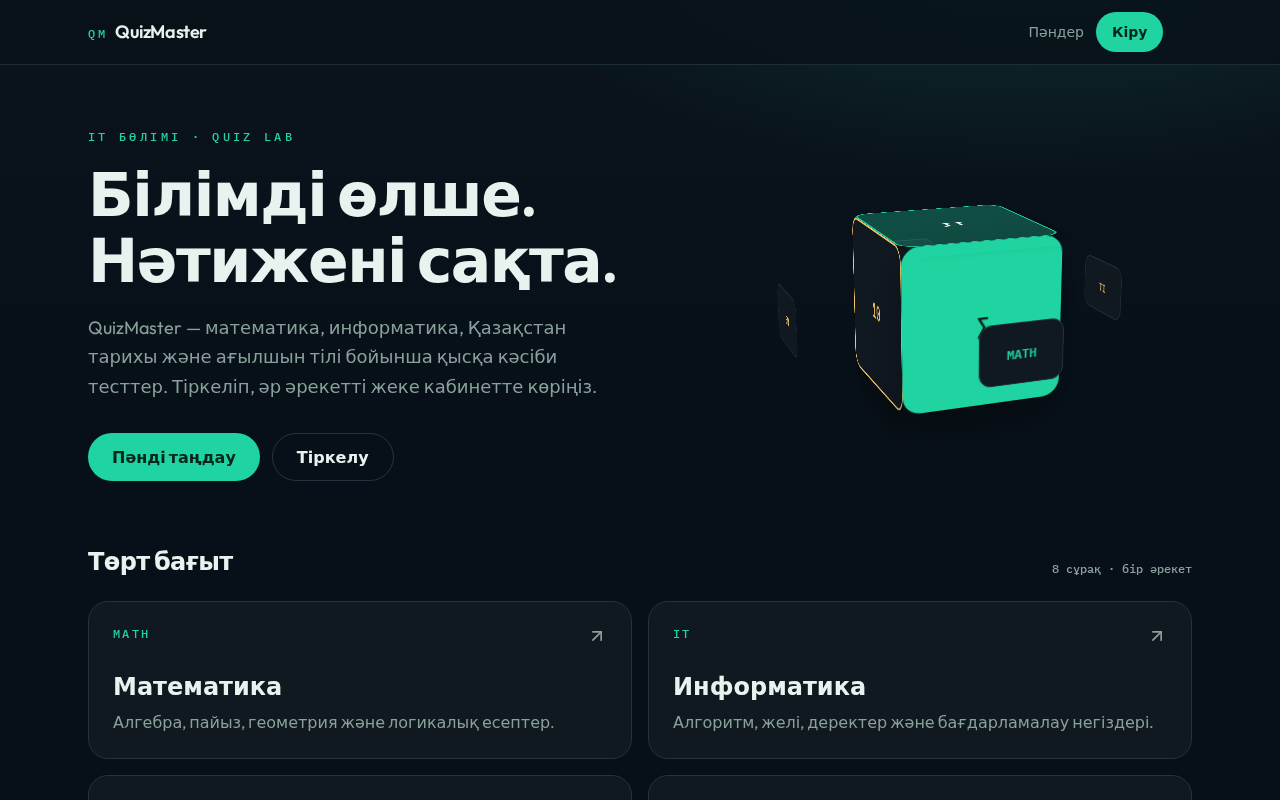 QM QuizMaster
Пәндер
Кіру
IT БӨЛІМІ · QUIZ LAB
Білімді өлше.
Нәтижені сақта.
QuizMaster — математика, информатика, Қазақстан
тарихы және ағылшын тілі бойынша қысқа кәсіби
тесттер. Тіркеліп, әр әрекетті жеке кабинетте көріңіз.
Пәнді таңдау
Тіркелу
10
MATH
Төрт бағыт
8 сұрақ · бір әрекет
MATH
Математика
Алгебра, пайыз, геометрия және логикалық есептер.
IT
Информатика
Алгоритм, желі, деректер және бағдарламалау негіздері.